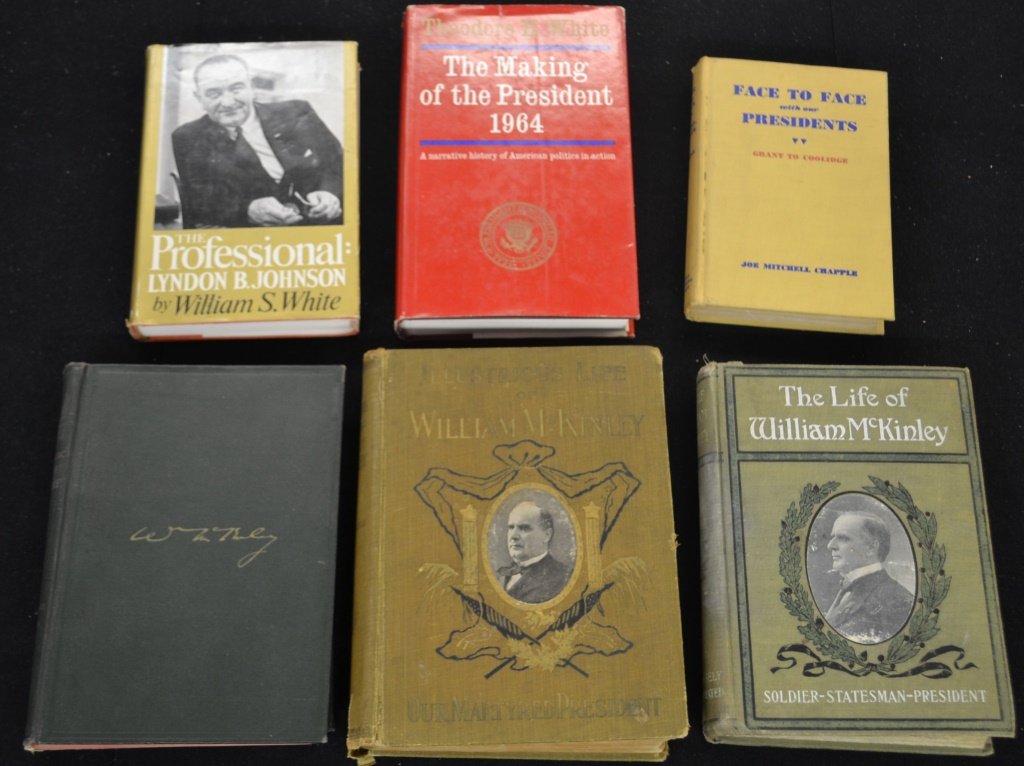 THE
Professional:
LYNDON B. JOHNSON
by William S. White
Theodore H. White
The Making
of the President
1964
A narrative history of American politics in action
FACE TO FACE
with our
PRESIDENTS
GRANT TO COOLIDGE
JOE MITCHELL CHAPPLE
Wm McKinley
ILLUSTRIOUS LIFE
OF
WILLIAM McKINLEY
OUR MARTYRED PRESIDENT
The Life of
William McKinley
SOLDIER-STATESMAN-PRESIDENT